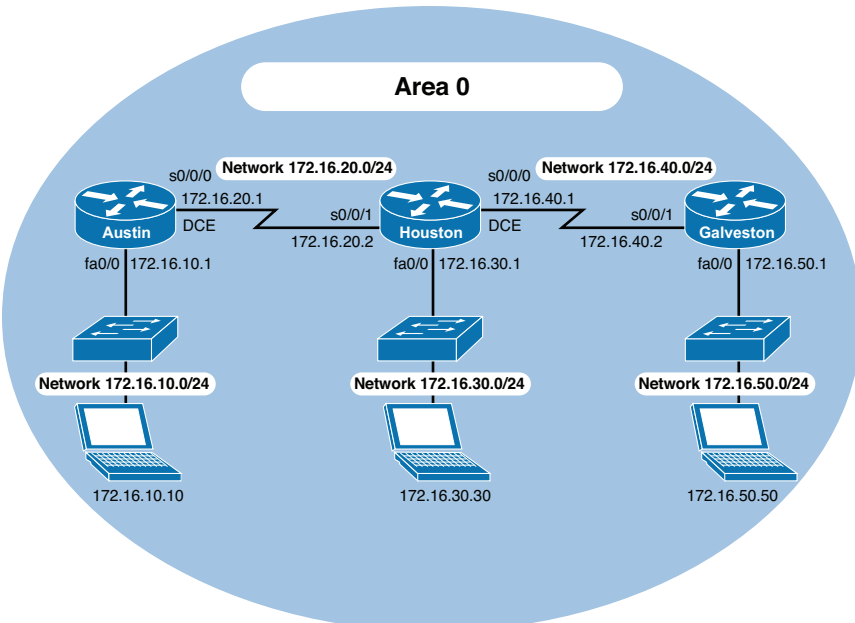 Area 0
s0/0/0
Network 172.16.20.0/24
s0/0/0
Network 172.16.40.0/24
172.16.20.1
s0/0/1
172.16.40.1
s0/0/1
Austin
DCE
172.16.20.2
Houston
DCE
172.16.40.2
Galveston
fa0/0
172.16.10.1
fa0/0
172.16.30.1
fa0/0
172.16.50.1
Network 172.16.10.0/24
Network 172.16.30.0/24
Network 172.16.50.0/24
172.16.10.10
172.16.30.30
172.16.50.50